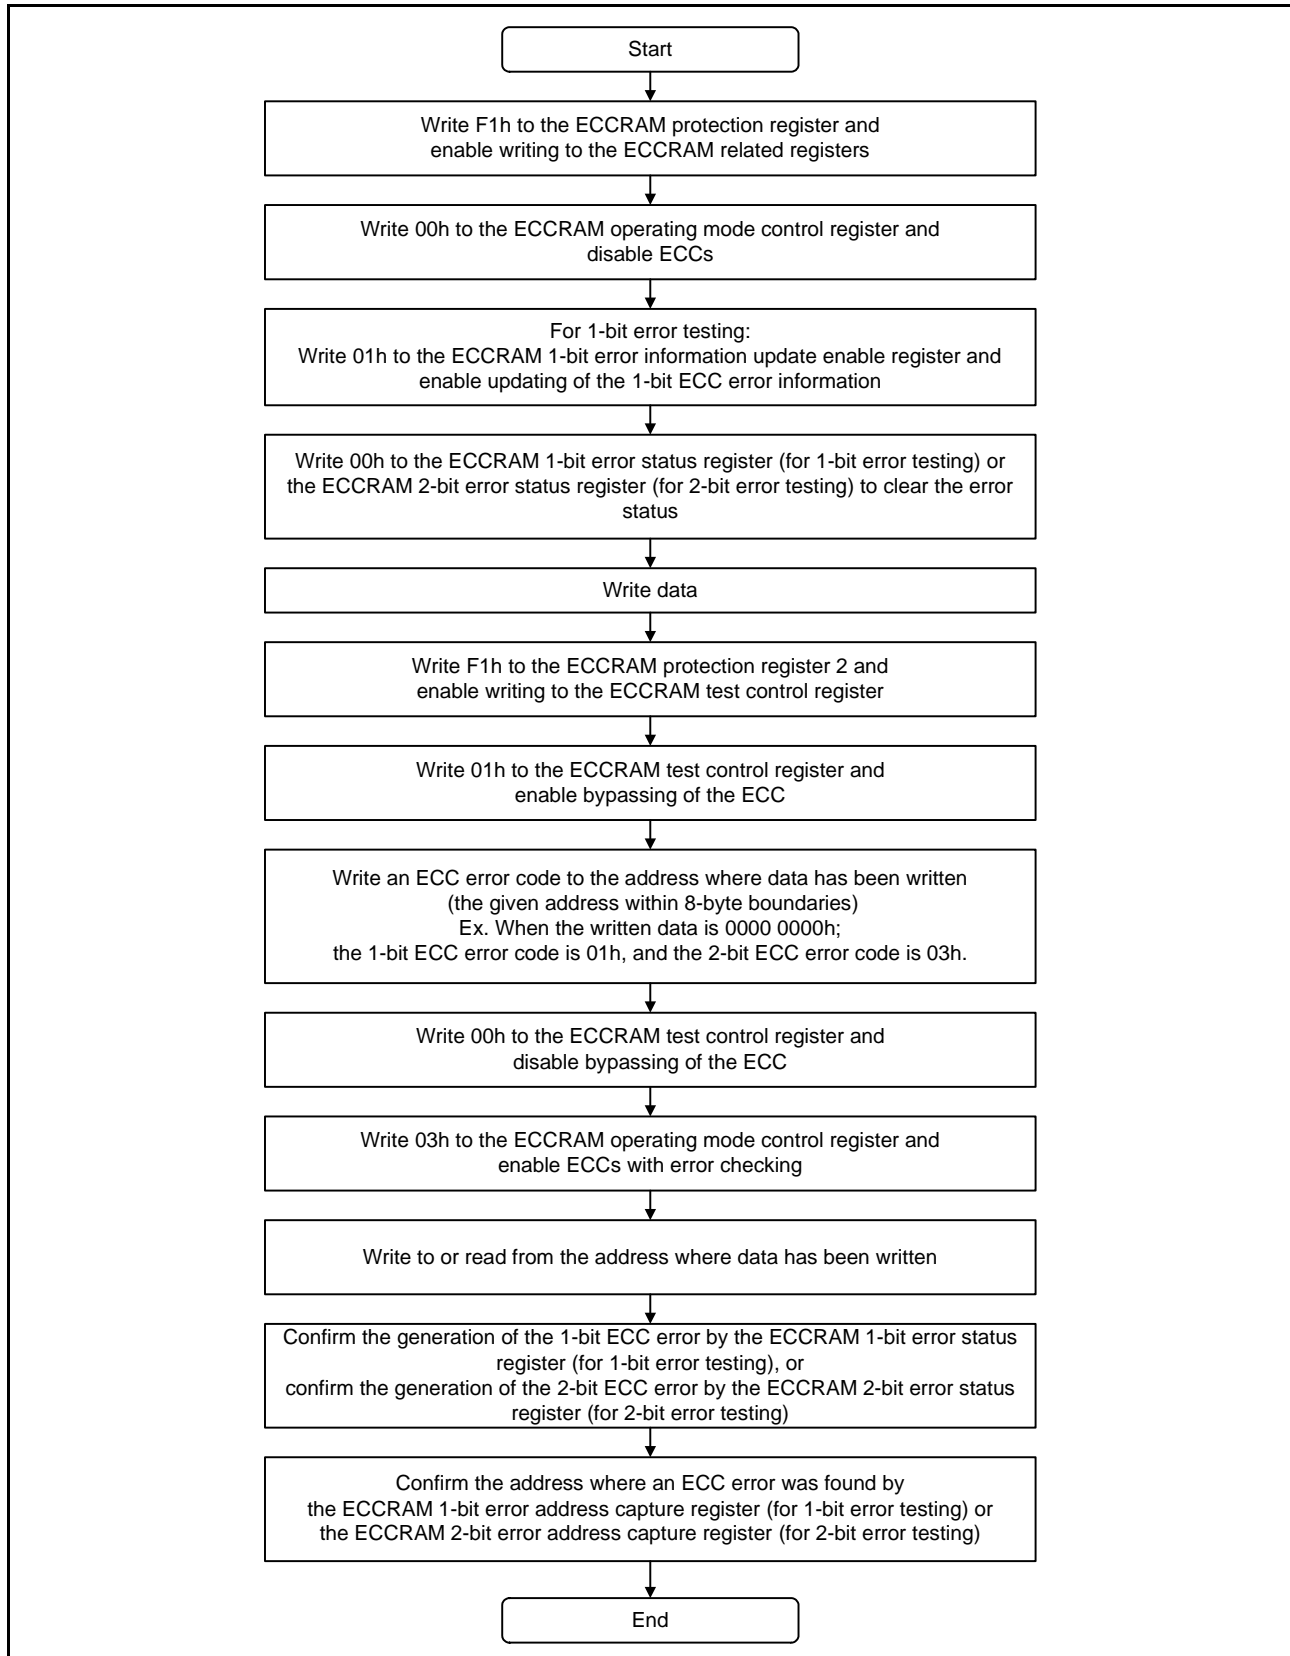 Start
Write F1h to the ECCRAM protection register and
enable writing to the ECCRAM related registers
Write 00h to the ECCRAM operating mode control register and
disable ECCs
For 1-bit error testing:
Write 01h to the ECCRAM 1-bit error information update enable register and
enable updating of the 1-bit ECC error information
Write 00h to the ECCRAM 1-bit error status register (for 1-bit error testing) or
the ECCRAM 2-bit error status register (for 2-bit error testing) to clear the error
status
Write data
Write F1h to the ECCRAM protection register 2 and
enable writing to the ECCRAM test control register
Write 01h to the ECCRAM test control register and
enable bypassing of the ECC
Write an ECC error code to the address where data has been written
(the given address within 8-byte boundaries)
Ex. When the written data is 0000 0000h;
the 1-bit ECC error code is 01h, and the 2-bit ECC error code is 03h.
Write 00h to the ECCRAM test control register and
disable bypassing of the ECC
Write 03h to the ECCRAM operating mode control register and
enable ECCs with error checking
Write to or read from the address where data has been written
Confirm the generation of the 1-bit ECC error by the ECCRAM 1-bit error status
register (for 1-bit error testing), or
confirm the generation of the 2-bit ECC error by the ECCRAM 2-bit error status
register (for 2-bit error testing)
Confirm the address where an ECC error was found by
the ECCRAM 1-bit error address capture register (for 1-bit error testing) or
the ECCRAM 2-bit error address capture register (for 2-bit error testing)
End